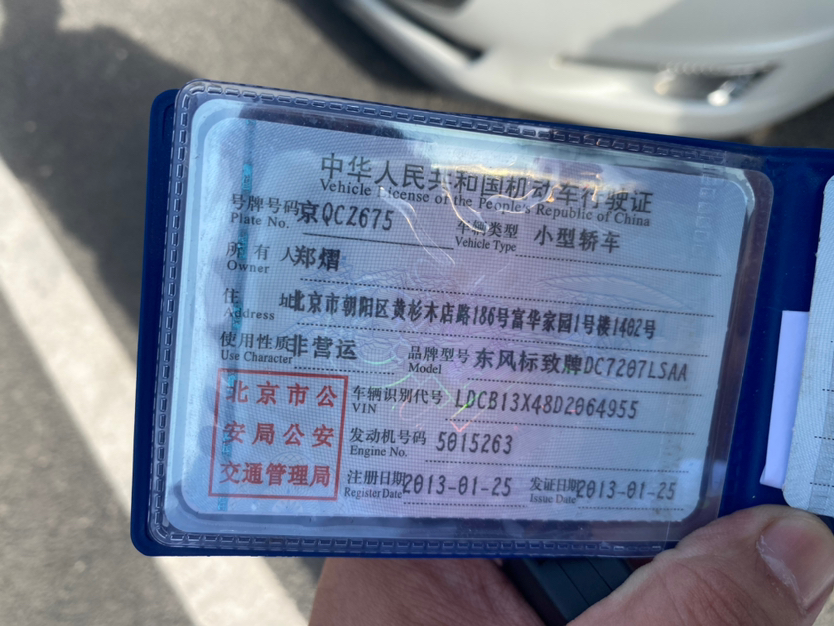 中华人民共和国机动车行驶证
Vehicle License of the People's Republic of China
号牌号码 京QCZ675 车辆类型 小型轿车
Plate No. Vehicle Type
所有人 郑熠
Owner
住址 北京市朝阳区黄杉木店路186号富华家园1号楼1402号
Address
使用性质 非营运 品牌型号 东风标致牌DC7207LSAA
Use Character Model
北京市公
安局公安
交通管理局
车辆识别代号 LDCB13X48D2064955
VIN
发动机号码 5015263
Engine No.
注册日期 2013-01-25 发证日期 2013-01-25
Register Date Issue Date